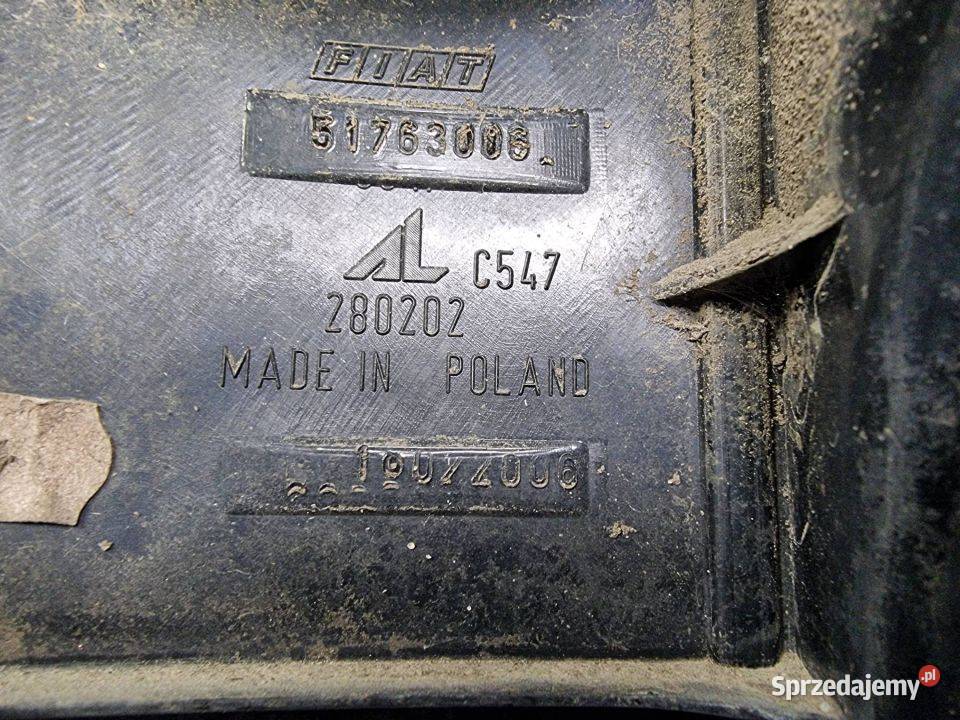 FIAT
51763006
AL C547
280202
MADE IN POLAND
Sprzedajemy.pl